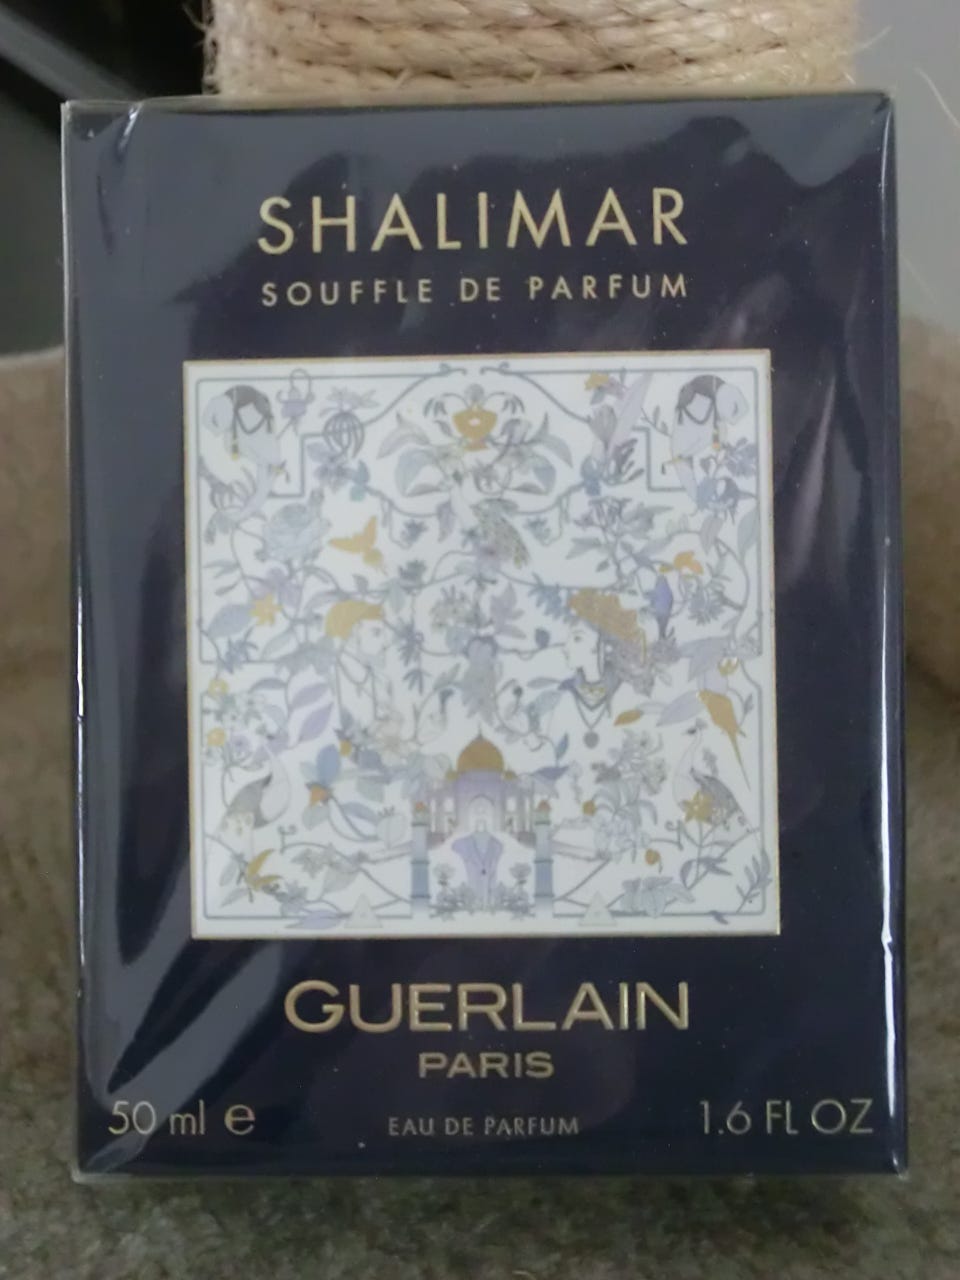 SHALIMAR
SOUFFLE DE PARFUM
GUERLAIN
PARIS
50 ml e
EAU DE PARFUM
1.6 FL OZ